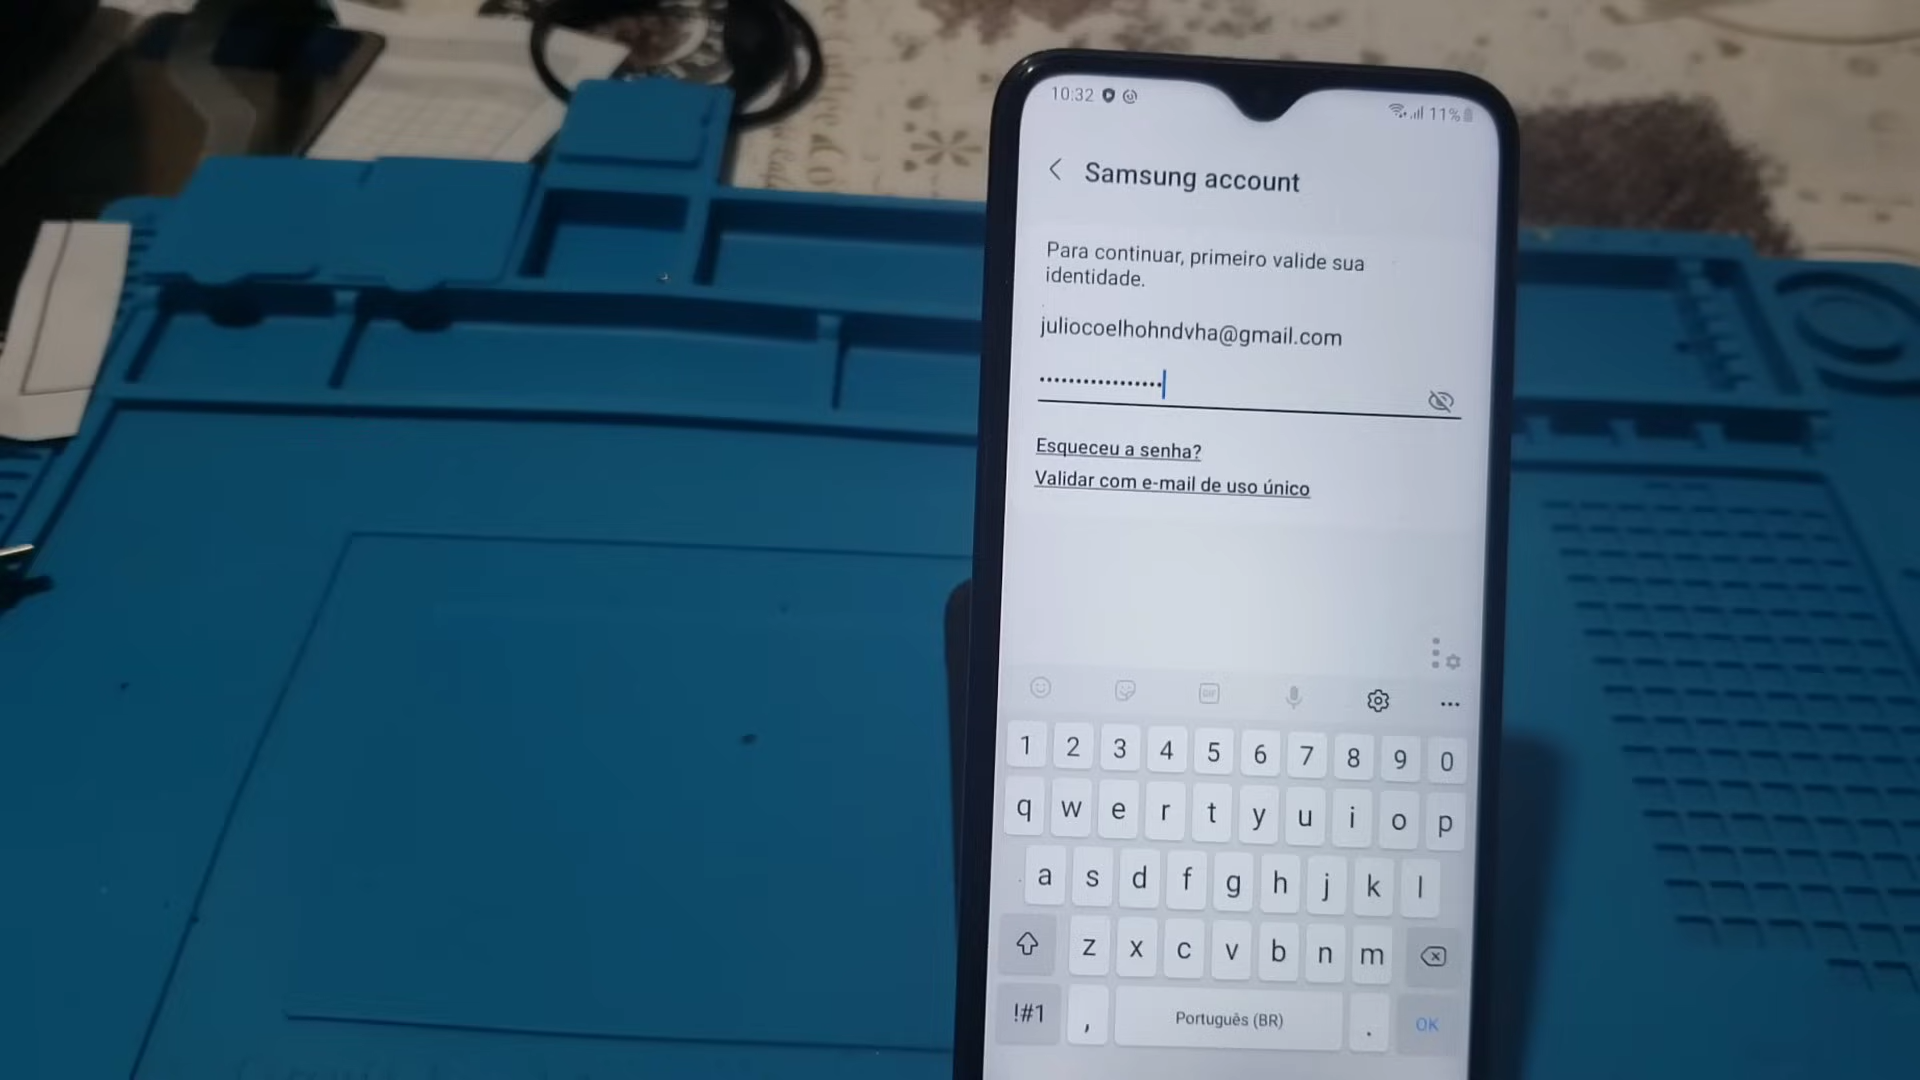 10:32
11%
Samsung account
Para continuar, primeiro valide sua
identidade.
juliocoelhohndvha@gmail.com
••••••••••••••••••
Esqueceu a senha?
Validar com e-mail de uso único
GIF
1 2 3 4 5 6 7 8 9 0
q w e r t y u i o p
a s d f g h j k l
z x c v b n m
!#1 , Português (BR) . OK